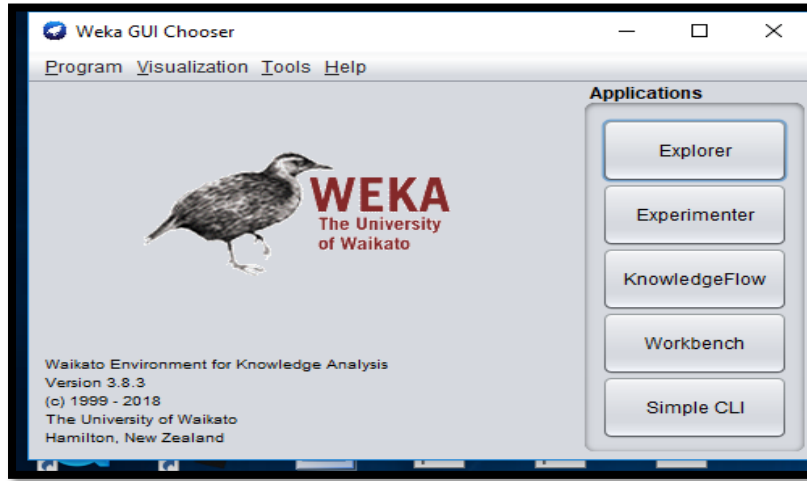 Weka GUI Chooser
Program Visualization Tools Help
Applications
Explorer
Experimenter
KnowledgeFlow
Workbench
Simple CLI
WEKA
The University
of Waikato
Waikato Environment for Knowledge Analysis
Version 3.8.3
(c) 1999 - 2018
The University of Waikato
Hamilton, New Zealand